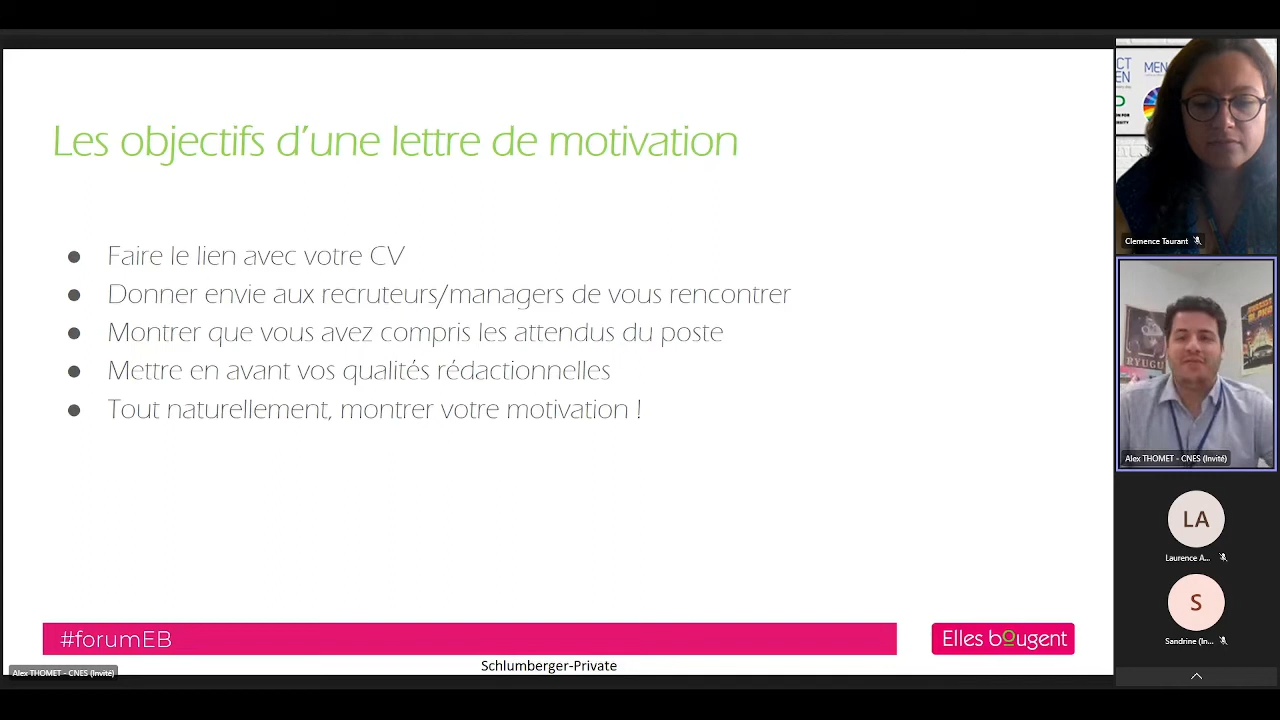 Les objectifs d’une lettre de motivation
Faire le lien avec votre CV
Donner envie aux recruteurs/managers de vous rencontrer
Montrer que vous avez compris les attendus du poste
Mettre en avant vos qualités rédactionnelles
Tout naturellement, montrer votre motivation !
#forumEB
Elles bougent
Schlumberger-Private
Alex THOMET - CNES (Invité)
Clemence Taurant
RYUGU
Alex THOMET - CNES (Invité)
LA
Laurence A...
S
Sandrine (In...